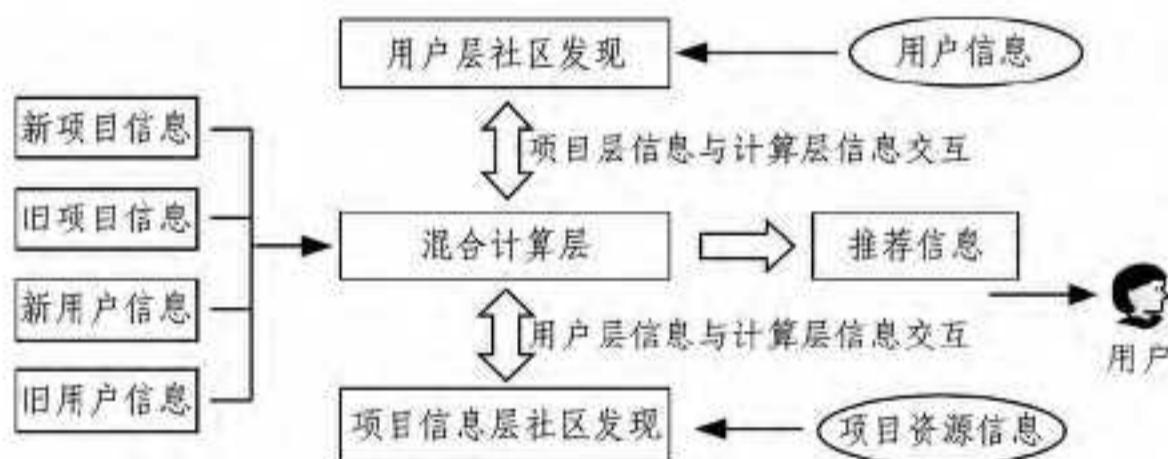 用户层社区发现
用户信息
新项目信息
项目层信息与计算层信息交互
旧项目信息
混合计算层
推荐信息
新用户信息
用户层信息与计算层信息交互
用户
旧用户信息
项目信息层社区发现
项目资源信息